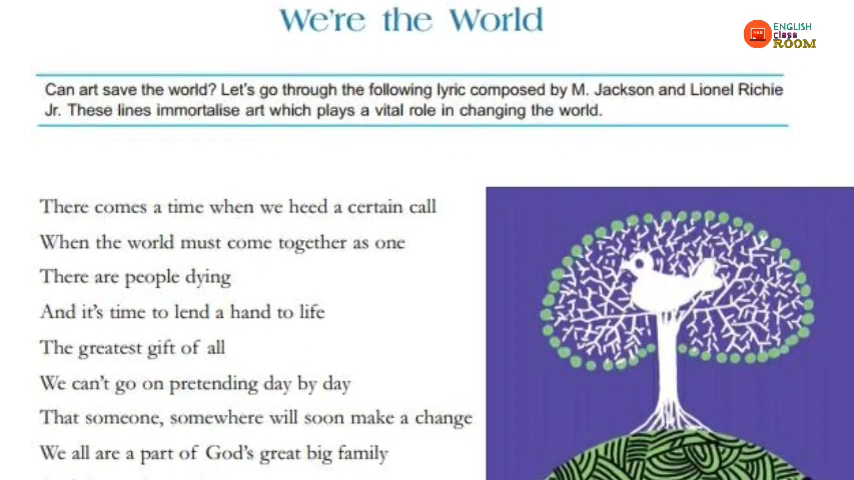 We're the World
ENGLISH
class
ROOM
Can art save the world? Let's go through the following lyric composed by M. Jackson and Lionel Richie
Jr. These lines immortalise art which plays a vital role in changing the world.
There comes a time when we heed a certain call
When the world must come together as one
There are people dying
And it's time to lend a hand to life
The greatest gift of all
We can't go on pretending day by day
That someone, somewhere will soon make a change
We all are a part of God's great big family